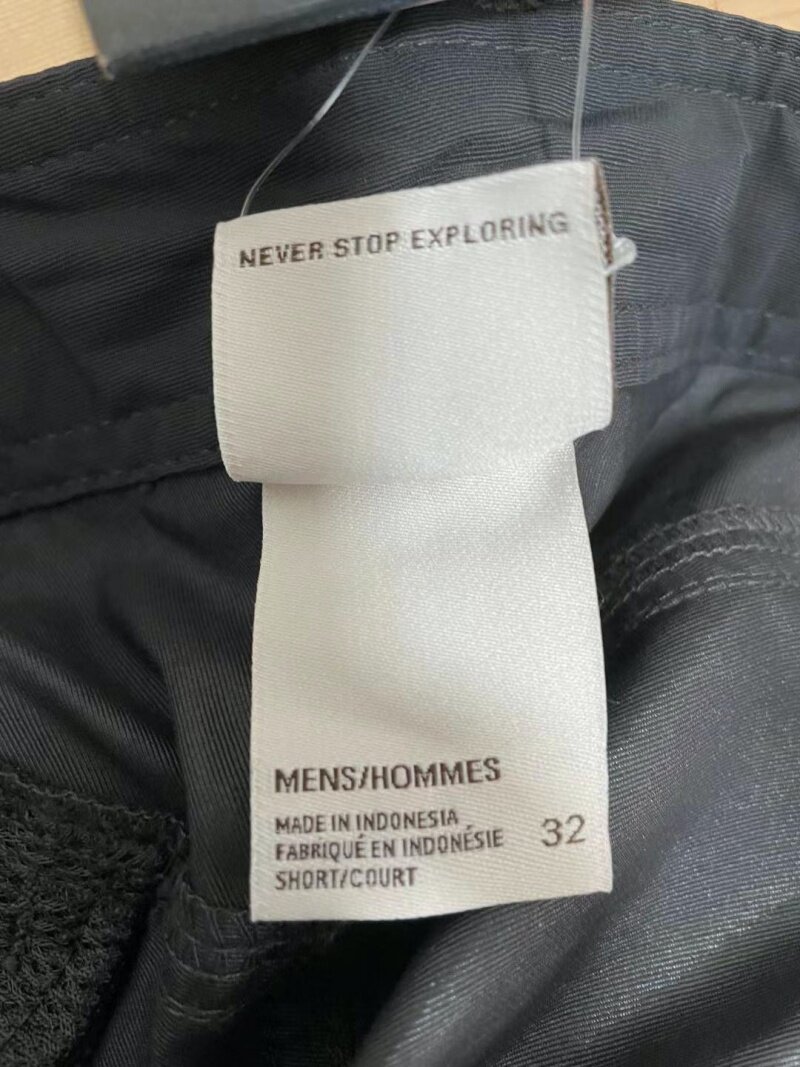 NEVER STOP EXPLORING
MENS/HOMMES
MADE IN INDONESIA
FABRIQUÉ EN INDONÉSIE
32
SHORT/COURT